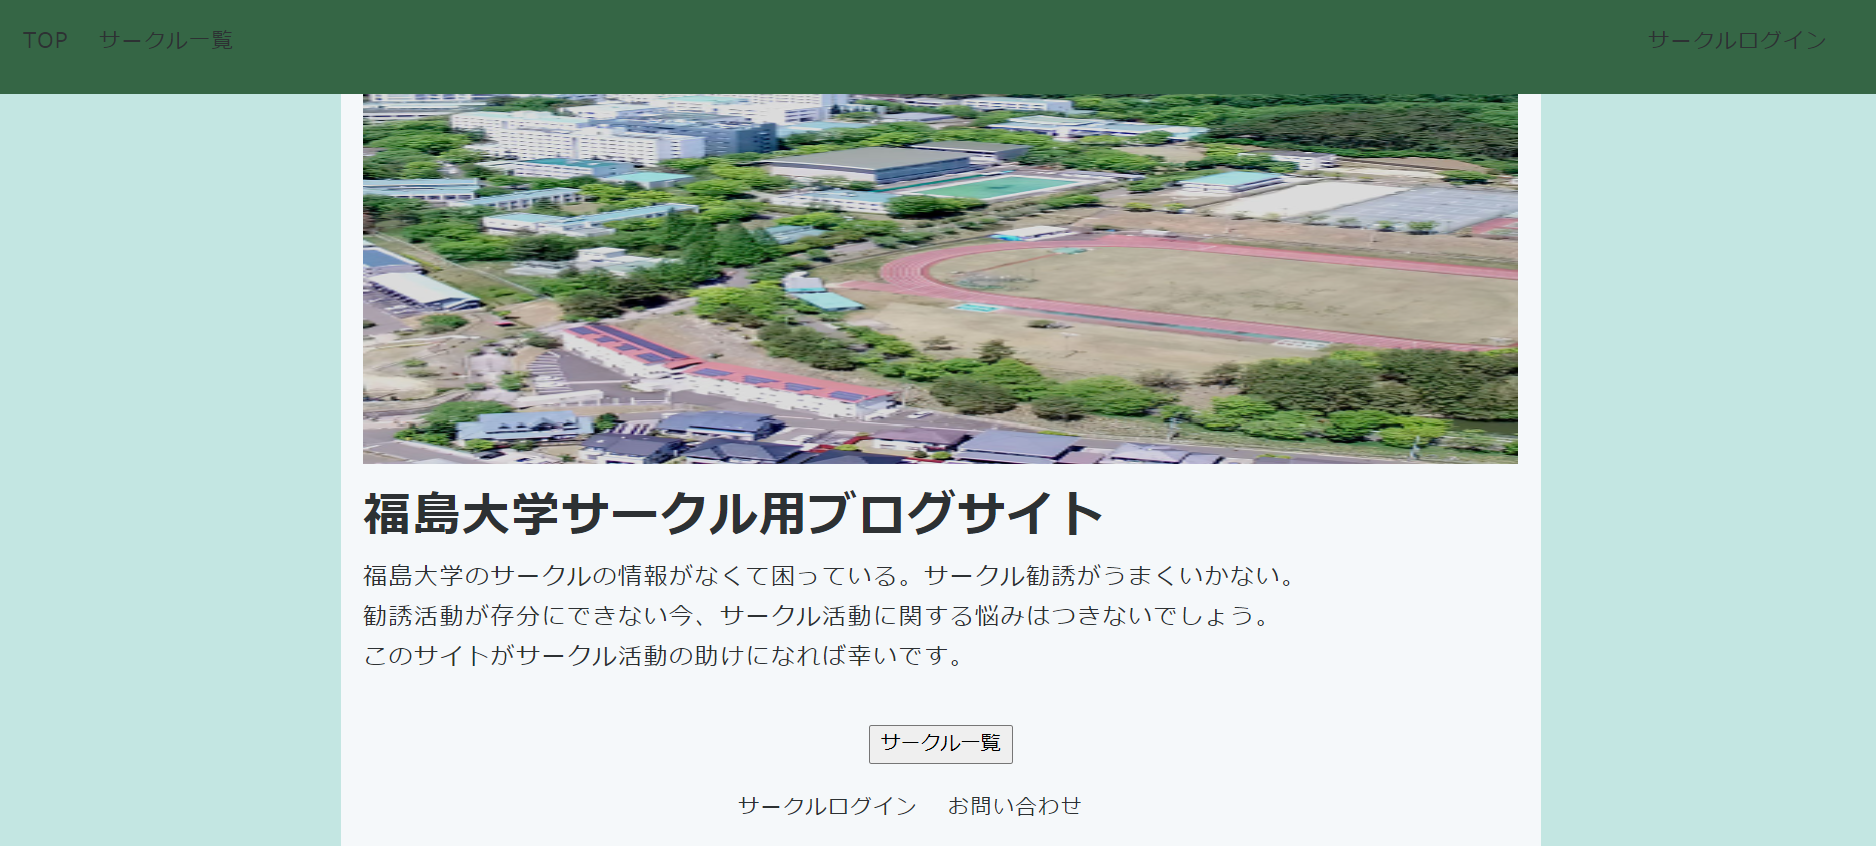 TOP サークル一覧 サークルログイン
福島大学サークル用ブログサイト
福島大学のサークルの情報がなくて困っている。サークル勧誘がうまくいかない。
勧誘活動が存分にできない今、サークル活動に関する悩みはつきないでしょう。
このサイトがサークル活動の助けになれば幸いです。
サークル一覧
サークルログイン お問い合わせ